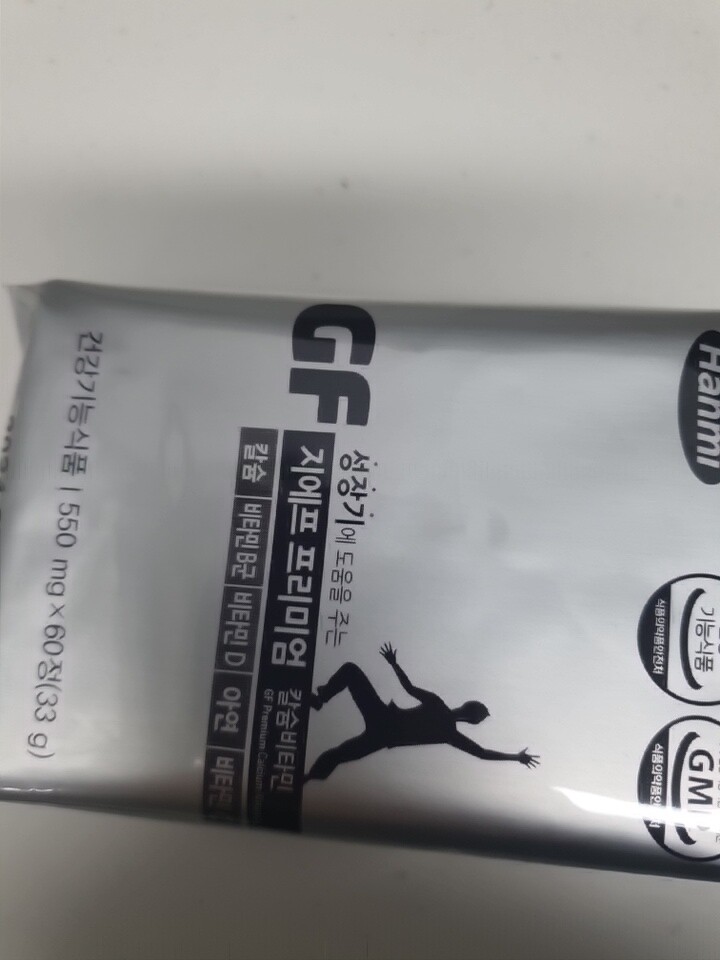 Hanmi
기능식품
식품의약품안전처
GMP
성장기에 도움을 주는
GF 지에프 프리미엄 칼슘비타민
GF Premium Calcium
칼슘 | 비타민 B군 | 비타민 D | 아연 | 비타민
건강기능식품 | 550 mg × 60정(33 g)